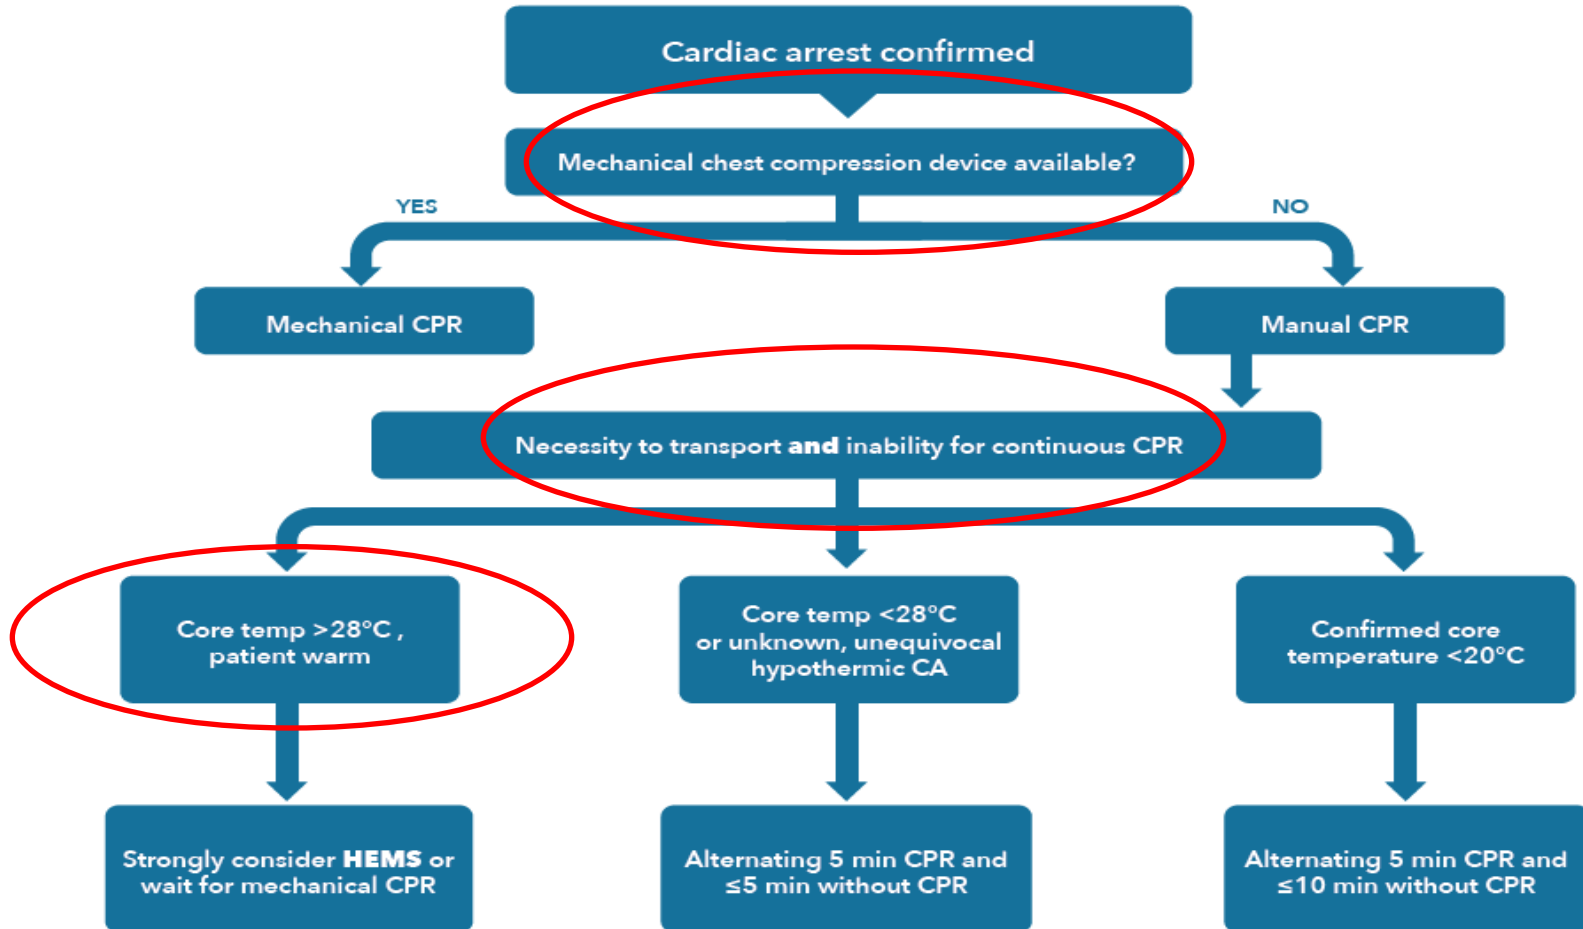 Cardiac arrest confirmed
Mechanical chest compression device available?
YES
NO
Mechanical CPR
Manual CPR
Necessity to transport and inability for continuous CPR
Core temp >28°C ,
patient warm
Core temp <28°C
or unknown, unequivocal
hypothermic CA
Confirmed core
temperature <20°C
Strongly consider HEMS or
wait for mechanical CPR
Alternating 5 min CPR and
≤5 min without CPR
Alternating 5 min CPR and
≤10 min without CPR